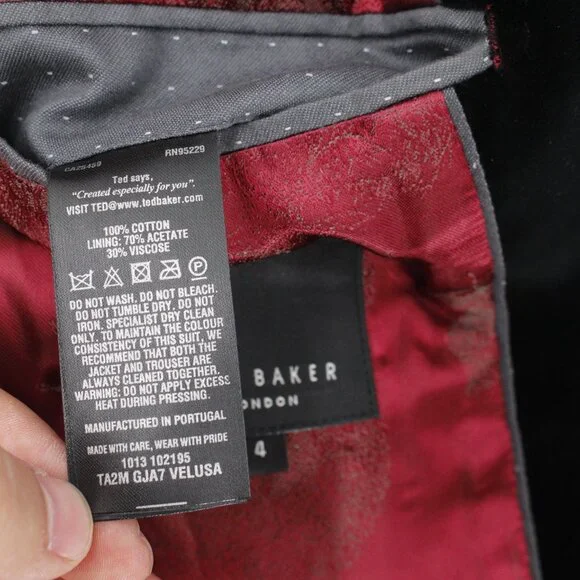 CA26459 RN95229
Ted says,
"Created especially for you".
VISIT TED@www.tedbaker.com
100% COTTON
LINING: 70% ACETATE
30% VISCOSE
DO NOT WASH. DO NOT BLEACH.
DO NOT TUMBLE DRY. DO NOT
IRON. SPECIALIST DRY CLEAN
ONLY. TO MAINTAIN THE COLOUR
CONSISTENCY OF THIS SUIT, WE
RECOMMEND THAT BOTH THE
JACKET AND TROUSER ARE
ALWAYS CLEANED TOGETHER.
WARNING: DO NOT APPLY EXCESS
HEAT DURING PRESSING.
MANUFACTURED IN PORTUGAL
MADE WITH CARE, WEAR WITH PRIDE
1013 102195
TA2M GJA7 VELUSA
BAKER
ONDON
4